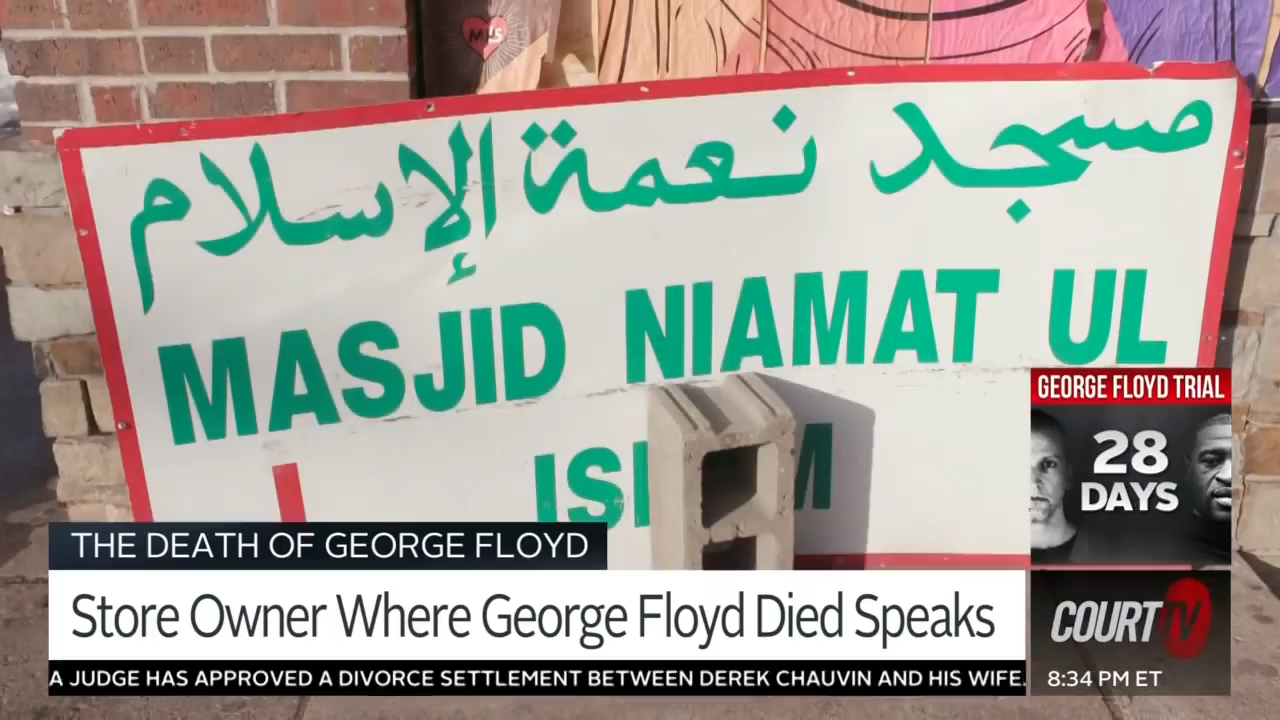 MPS
مسجد نعمة الإسلام
MASJID NIAMAT UL
GEORGE FLOYD TRIAL
28
DAYS
THE DEATH OF GEORGE FLOYD
Store Owner Where George Floyd Died Speaks
COURT TV
A JUDGE HAS APPROVED A DIVORCE SETTLEMENT BETWEEN DEREK CHAUVIN AND HIS WIFE.
8:34 PM ET